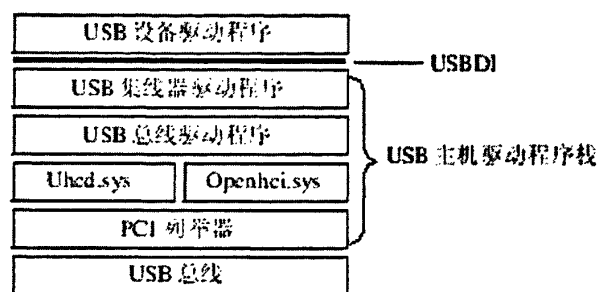 USB 设备驱动程序
USBDI
USB 集线器驱动程序
USB 总线驱动程序
USB 主机驱动程序栈
Uhcd.sys
Openhci.sys
PCI 列举器
USB 总线